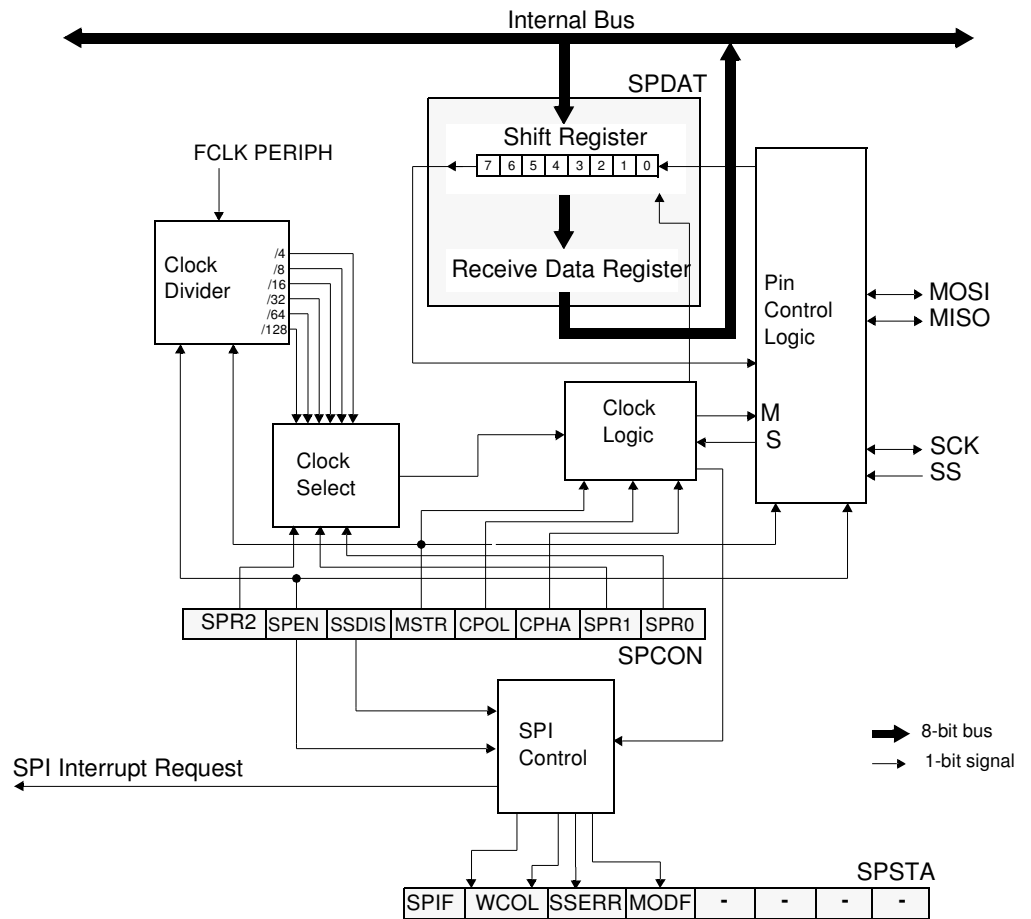 Internal Bus
SPDAT
Shift Register
7 6 5 4 3 2 1 0
FCLK PERIPH
Clock
Divider
/4
/8
/16
/32
/64
/128
Receive Data Register
Pin
Control
Logic
MOSI
MISO
Clock
Logic
M
S
SCK
SS
Clock
Select
SPR2 SPEN SSDIS MSTR CPOL CPHA SPR1 SPR0
SPCON
SPI
Control
8-bit bus
1-bit signal
SPI Interrupt Request
SPSTA
SPIF WCOL SSERR MODF - - - -